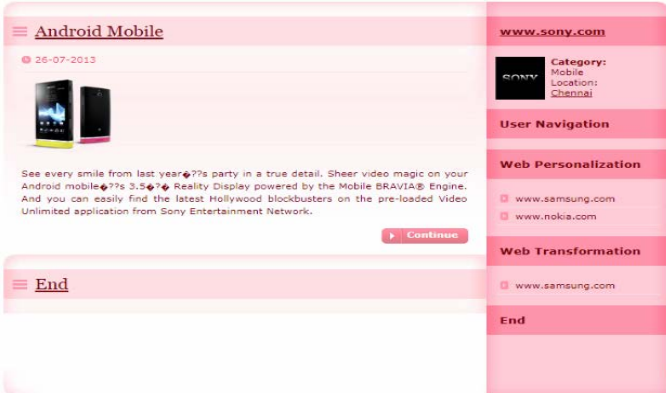 Android Mobile
26-07-2013
See every smile from last year�??s party in a true detail. Sheer video magic on your
Android mobile�??s 3.5�?� Reality Display powered by the Mobile BRAVIA® Engine.
And you can easily find the latest Hollywood blockbusters on the pre-loaded Video
Unlimited application from Sony Entertainment Network.
Continue
End
www.sony.com
SONY
Category:
Mobile
Location:
Chennai
User Navigation
Web Personalization
www.samsung.com
www.nokia.com
Web Transformation
www.samsung.com
End